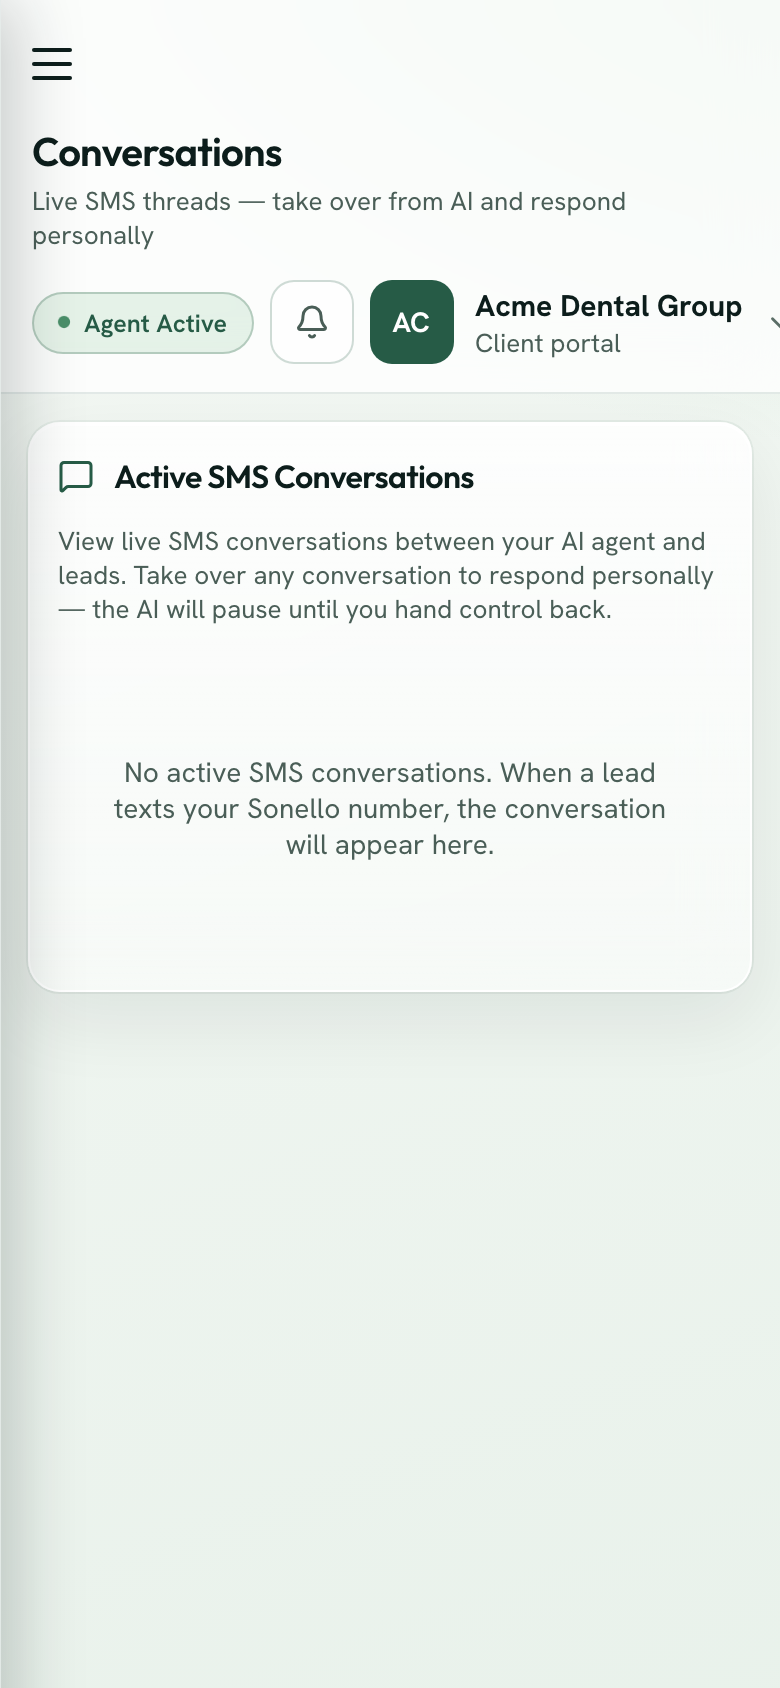 Conversations
Live SMS threads — take over from AI and respond
personally
Agent Active
AC
Acme Dental Group
Client portal
Active SMS Conversations
View live SMS conversations between your AI agent and
leads. Take over any conversation to respond personally
— the AI will pause until you hand control back.
No active SMS conversations. When a lead
texts your Sonello number, the conversation
will appear here.